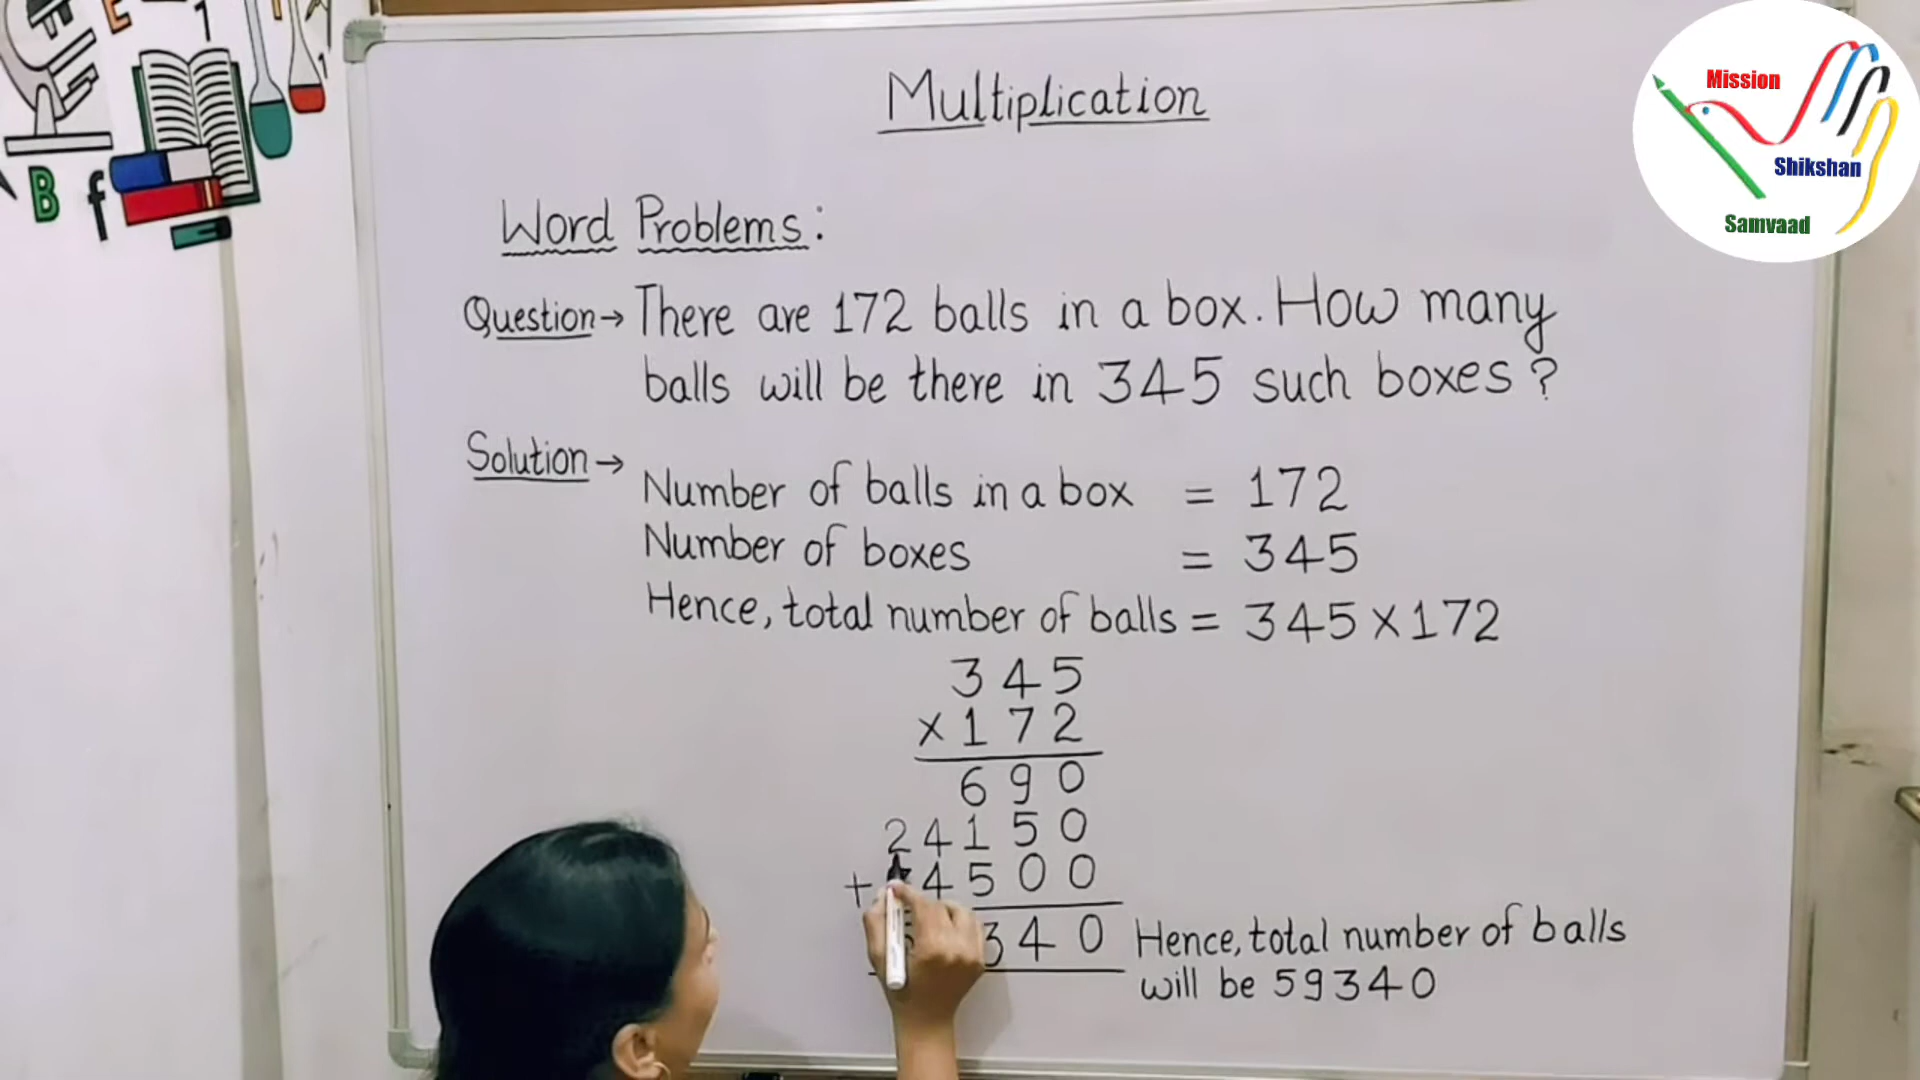 Multiplication
Mission
Shikshan
Samvaad
B f
Word Problems:
Question→ There are 172 balls in a box. How many
balls will be there in 345 such boxes?
Solution→
Number of balls in a box = 172
Number of boxes = 345
Hence, total number of balls = 345 × 172
345
× 172
690
24150
+ 4500
340 Hence, total number of balls
will be 59340